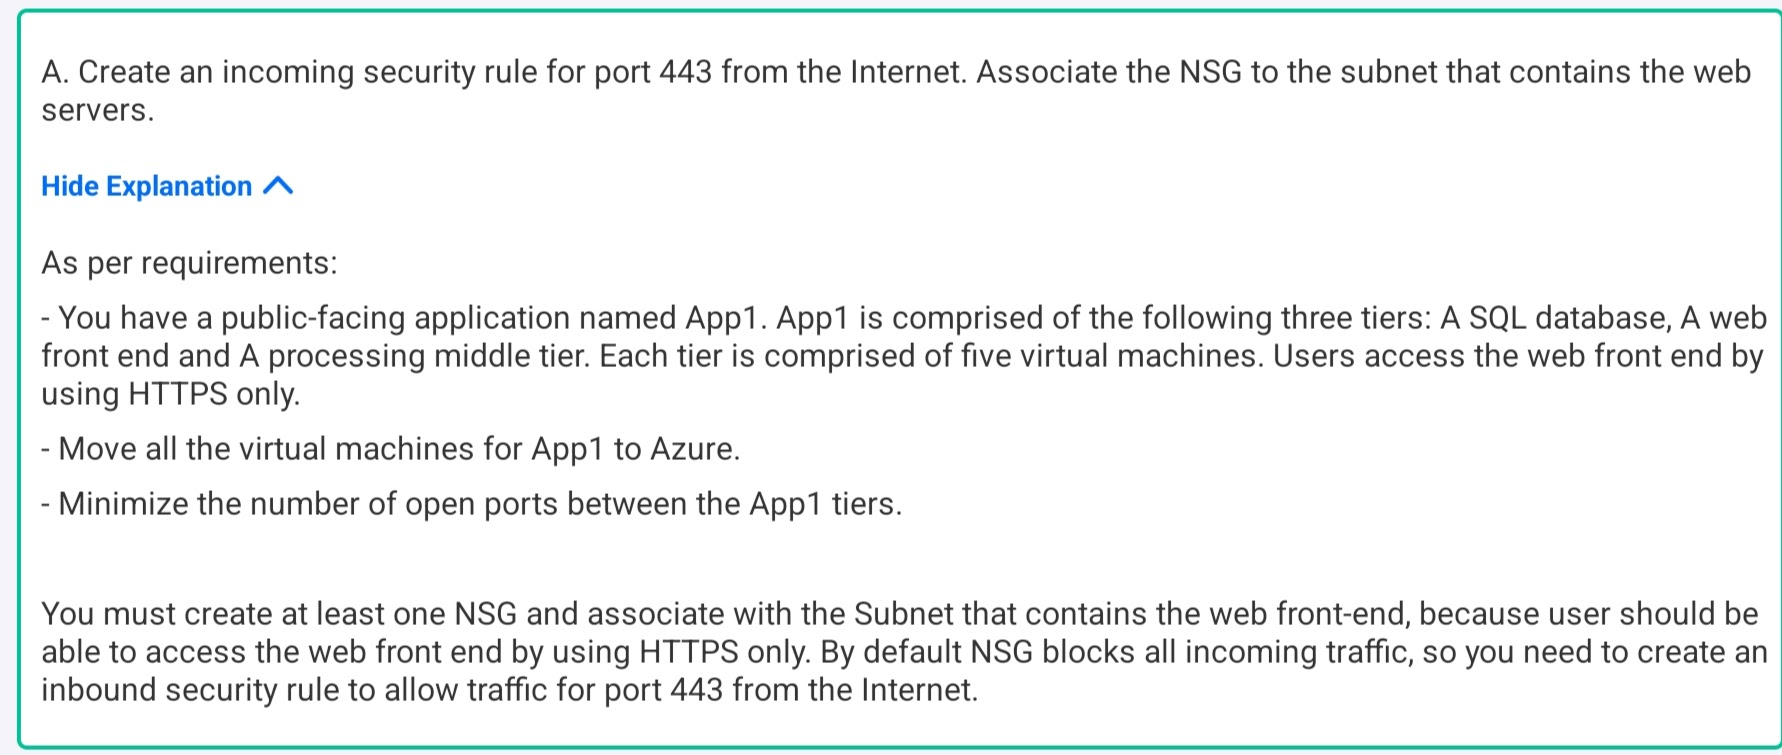 A. Create an incoming security rule for port 443 from the Internet. Associate the NSG to the subnet that contains the web
servers.
Hide Explanation
As per requirements:
- You have a public-facing application named App1. App1 is comprised of the following three tiers: A SQL database, A web
front end and A processing middle tier. Each tier is comprised of five virtual machines. Users access the web front end by
using HTTPS only.
- Move all the virtual machines for App1 to Azure.
- Minimize the number of open ports between the App1 tiers.
You must create at least one NSG and associate with the Subnet that contains the web front-end, because user should be
able to access the web front end by using HTTPS only. By default NSG blocks all incoming traffic, so you need to create an
inbound security rule to allow traffic for port 443 from the Internet.